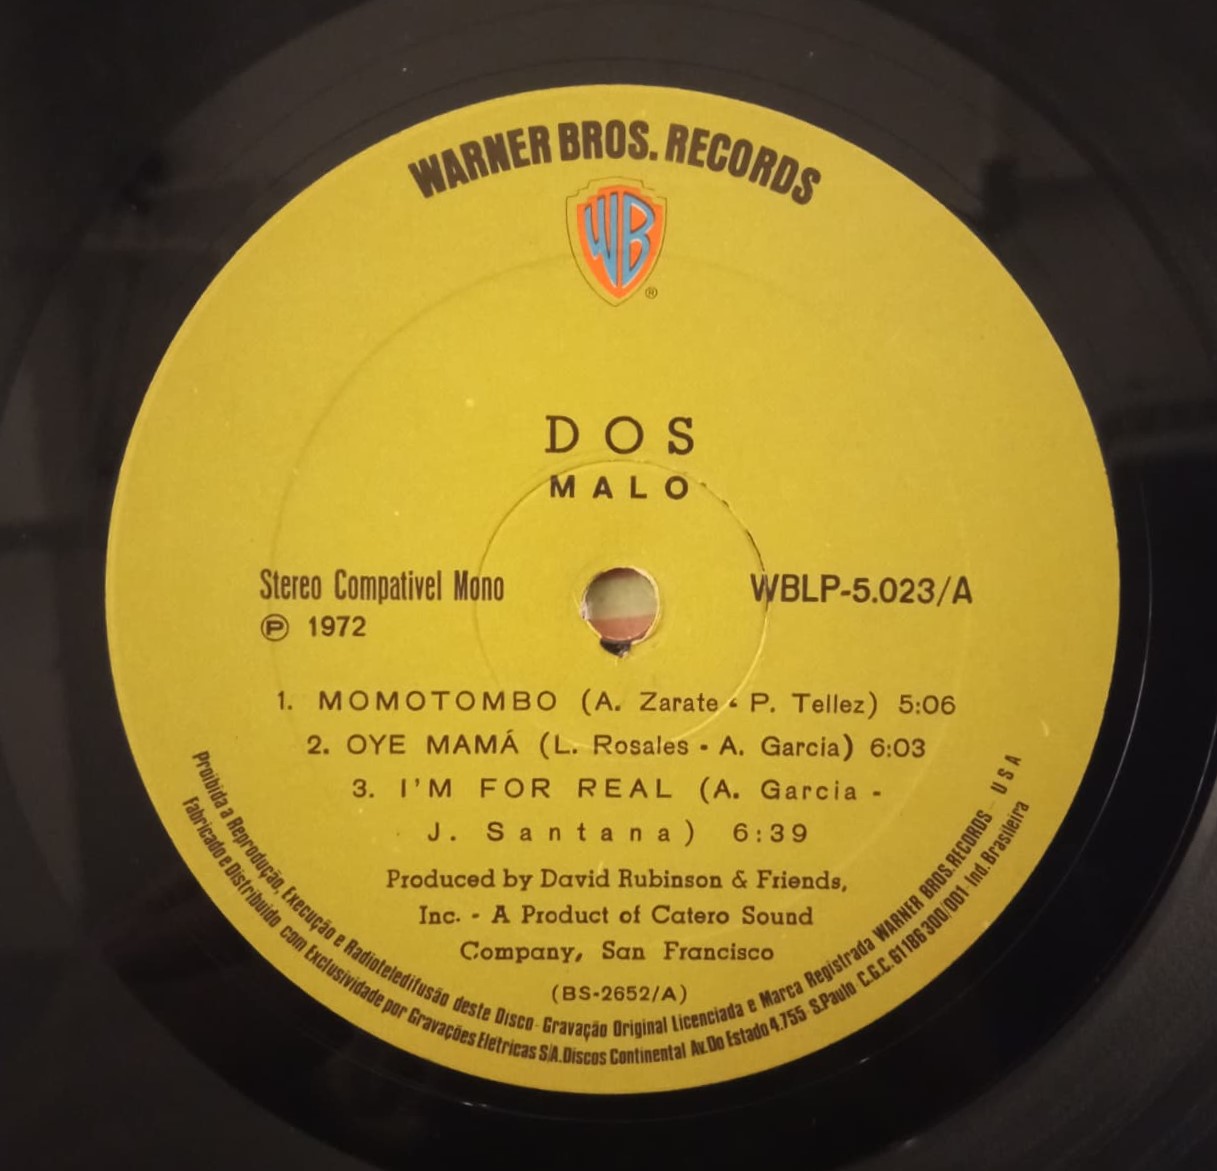 WARNER BROS. RECORDS
WB
®
DOS
MALO
Stereo Compativel Mono
WBLP-5.023/A
Ⓟ 1972
1. MOMOTOMBO (A. Zarate - P. Tellez) 5:06
2. OYE MAMÁ (L. Rosales - A. Garcia) 6:03
3. I'M FOR REAL (A. Garcia -
J. Santana) 6:39
Produced by David Rubinson & Friends,
Inc. - A Product of Catero Sound
Company, San Francisco
(BS-2652/A)
Proibida a Reprodução, Execução e Radioteledifusão deste Disco - Gravação Original Licenciada e Marca Registrada WARNER BROS. RECORDS - USA
Fabricado e Distribuido com Exclusividade por Gravações Elétricas S/A. Discos Continental Av. Do Estado 4.755 - S. Paulo - C.G.C. 61186300/001 - Ind. Brasileira